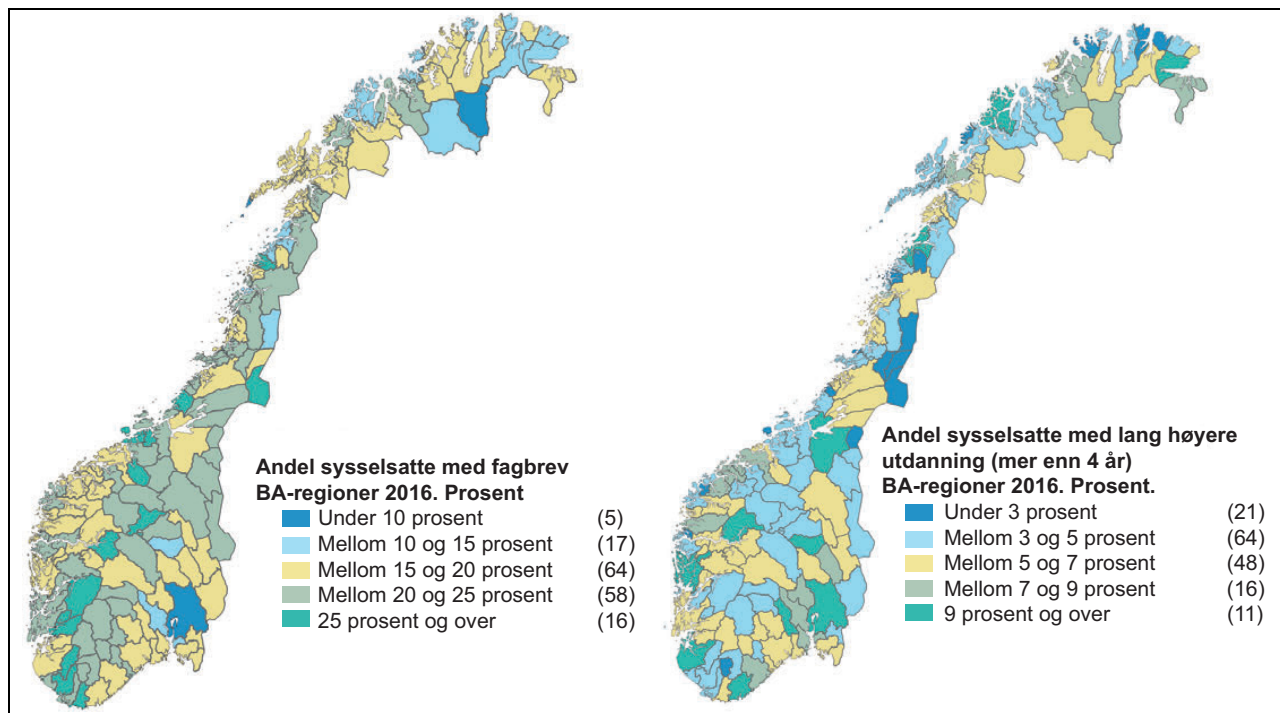 Andel sysselsatte med fagbrev
BA-regioner 2016. Prosent
Under 10 prosent (5)
Mellom 10 og 15 prosent (17)
Mellom 15 og 20 prosent (64)
Mellom 20 og 25 prosent (58)
25 prosent og over (16)
Andel sysselsatte med lang høyere
utdanning (mer enn 4 år)
BA-regioner 2016. Prosent.
Under 3 prosent (21)
Mellom 3 og 5 prosent (64)
Mellom 5 og 7 prosent (48)
Mellom 7 og 9 prosent (16)
9 prosent og over (11)